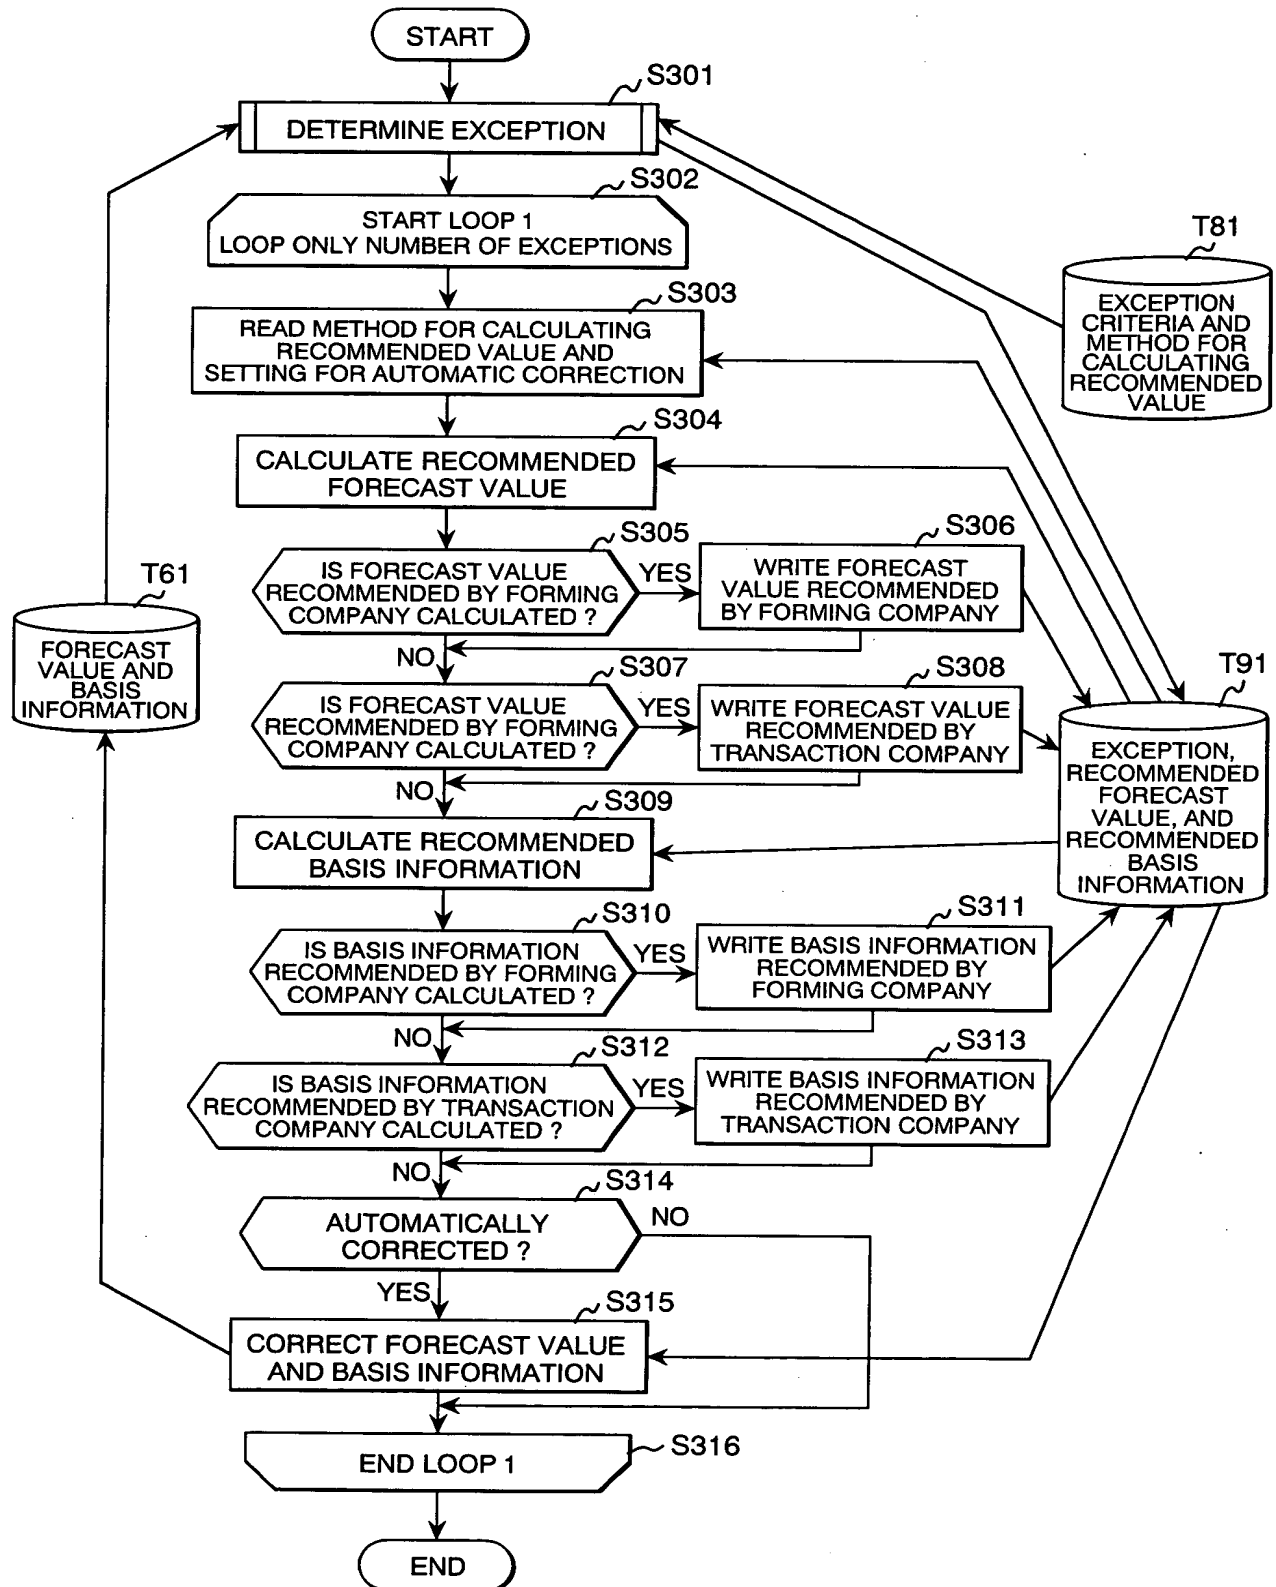 START
S301
DETERMINE EXCEPTION
S302
START LOOP 1
LOOP ONLY NUMBER OF EXCEPTIONS
S303
READ METHOD FOR CALCULATING
RECOMMENDED VALUE AND
SETTING FOR AUTOMATIC CORRECTION
T81
EXCEPTION
CRITERIA AND
METHOD FOR
CALCULATING
RECOMMENDED
VALUE
S304
CALCULATE RECOMMENDED
FORECAST VALUE
S305
IS FORECAST VALUE
RECOMMENDED BY FORMING
COMPANY CALCULATED ?
YES
NO
S306
WRITE FORECAST
VALUE RECOMMENDED
BY FORMING COMPANY
T61
FORECAST
VALUE AND
BASIS
INFORMATION
S307
IS FORECAST VALUE
RECOMMENDED BY FORMING
COMPANY CALCULATED ?
YES
NO
S308
WRITE FORECAST VALUE
RECOMMENDED BY
TRANSACTION COMPANY
T91
EXCEPTION,
RECOMMENDED
FORECAST
VALUE, AND
RECOMMENDED
BASIS
INFORMATION
S309
CALCULATE RECOMMENDED
BASIS INFORMATION
S310
IS BASIS INFORMATION
RECOMMENDED BY FORMING
COMPANY CALCULATED ?
YES
NO
S311
WRITE BASIS INFORMATION
RECOMMENDED BY
FORMING COMPANY
S312
IS BASIS INFORMATION
RECOMMENDED BY TRANSACTION
COMPANY CALCULATED ?
YES
NO
S313
WRITE BASIS INFORMATION
RECOMMENDED BY
TRANSACTION COMPANY
S314
AUTOMATICALLY
CORRECTED ?
NO
YES
S315
CORRECT FORECAST VALUE
AND BASIS INFORMATION
S316
END LOOP 1
END